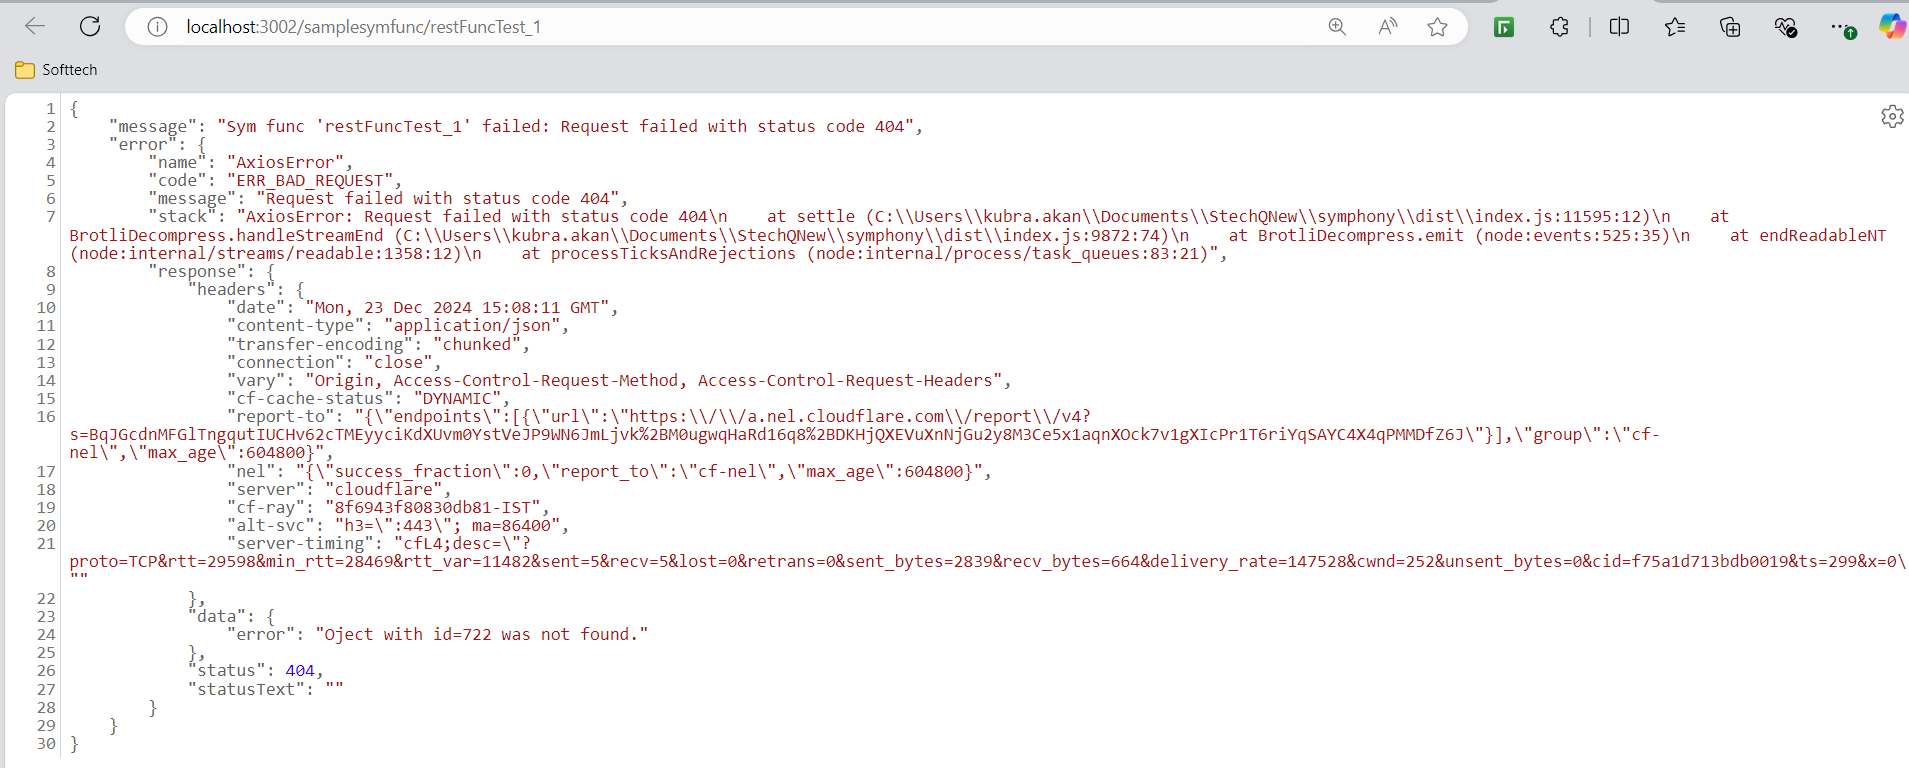 localhost:3002/samplesymfunc/restFuncTest_1
Softtech
1 {
2 "message": "Sym func 'restFuncTest_1' failed: Request failed with status code 404",
3 "error": {
4 "name": "AxiosError",
5 "code": "ERR_BAD_REQUEST",
6 "message": "Request failed with status code 404",
7 "stack": "AxiosError: Request failed with status code 404\n    at settle (C:\\Users\\kubra.akan\\Documents\\StechQNew\\symphony\\dist\\index.js:11595:12)\n    at
BrotliDecompress.handleStreamEnd (C:\\Users\\kubra.akan\\Documents\\StechQNew\\symphony\\dist\\index.js:9872:74)\n    at BrotliDecompress.emit (node:events:525:35)\n    at endReadableNT
(node:internal/streams/readable:1358:12)\n    at processTicksAndRejections (node:internal/process/task_queues:83:21)",
8 "response": {
9 "headers": {
10 "date": "Mon, 23 Dec 2024 15:08:11 GMT",
11 "content-type": "application/json",
12 "transfer-encoding": "chunked",
13 "connection": "close",
14 "vary": "Origin, Access-Control-Request-Method, Access-Control-Request-Headers",
15 "cf-cache-status": "DYNAMIC",
16 "report-to": "{\"endpoints\":[{\"url\":\"https:\\/\\/a.nel.cloudflare.com\\/report\\/v4?
s=BqJGcdnMFGlTngqutIUCHv62cTMEyyciKdXUvm0YstVeJP9WN6JmLjvk%2BM0ugwqHaRd16q8%2BDKHjQXEVuXnNjGu2y8M3Ce5x1aqnXOck7v1gXIcPr1T6riYqSAYC4X4qPMMDfZ6J\"}],\"group\":\"cf-
nel\",\"max_age\":604800}",
17 "nel": "{\"success_fraction\":0,\"report_to\":\"cf-nel\",\"max_age\":604800}",
18 "server": "cloudflare",
19 "cf-ray": "8f6943f80830db81-IST",
20 "alt-svc": "h3=\":443\"; ma=86400",
21 "server-timing": "cfL4;desc=\"?
proto=TCP&rtt=29598&min_rtt=28469&rtt_var=11482&sent=5&recv=5&lost=0&retrans=0&sent_bytes=2839&recv_bytes=664&delivery_rate=147528&cwnd=252&unsent_bytes=0&cid=f75a1d713bdb0019&ts=299&x=0\
""
22 },
23 "data": {
24 "error": "Oject with id=722 was not found."
25 },
26 "status": 404,
27 "statusText": ""
28 }
29 }
30 }